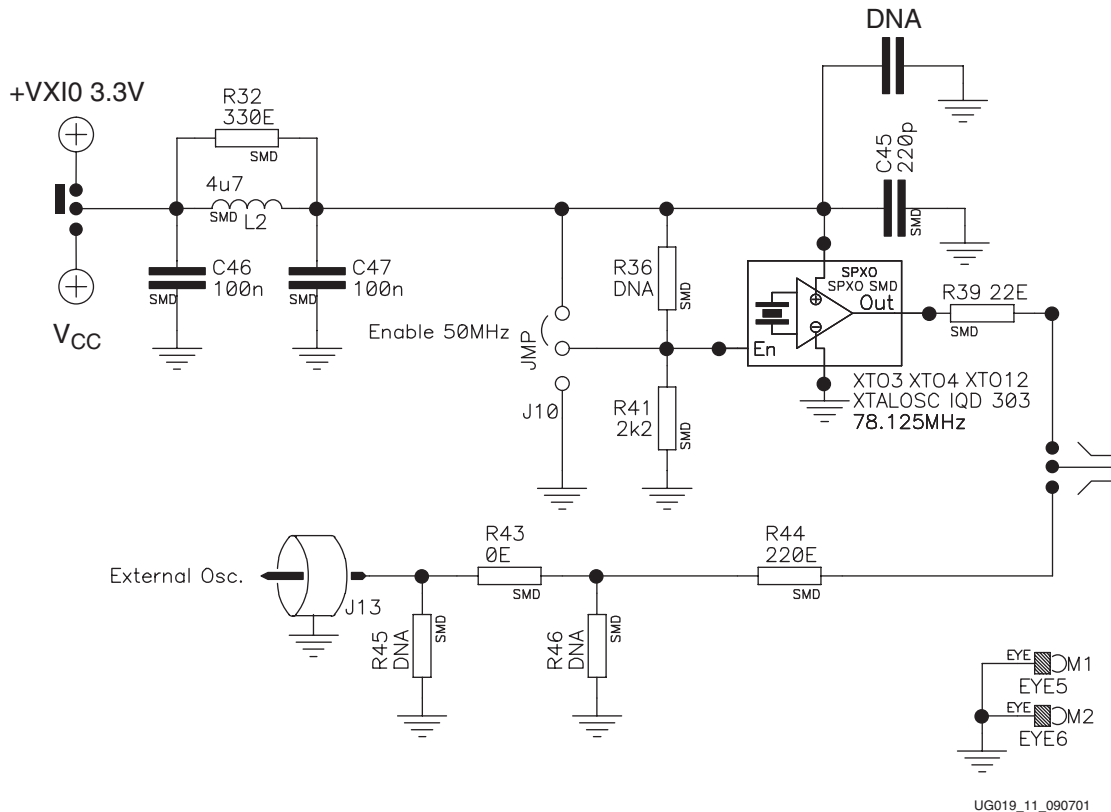 DNA
+VXI0 3.3V
R32
330E
SMD
C45
220p
SMD
4u7
SMD
L2
C46
100n
SMD
C47
100n
SMD
R36
DNA
SMD
SPXO
SPXO SMD
Out
R39 22E
SMD
VCC
Enable 50MHz
JMP
En
XTO3 XTO4 XTO12
XTALOSC IQD 303
78.125MHz
J10
R41
2k2
SMD
R43
0E
SMD
R44
220E
SMD
External Osc.
J13
R45
DNA
SMD
R46
DNA
SMD
EYE
M1
EYE5
EYE
M2
EYE6
UG019_11_090701